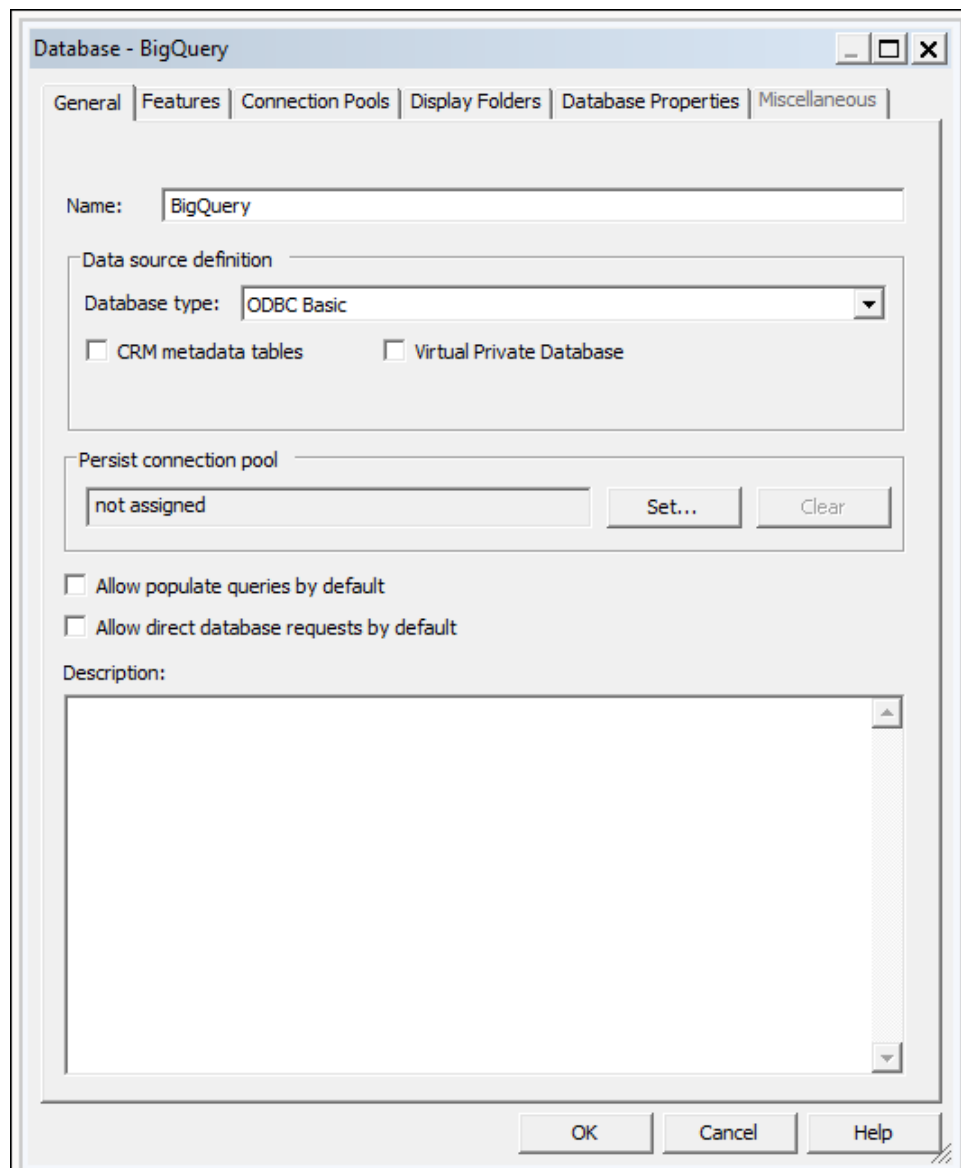 Database - BigQuery
General Features Connection Pools Display Folders Database Properties Miscellaneous
Name: BigQuery
Data source definition
Database type: ODBC Basic
CRM metadata tables Virtual Private Database
Persist connection pool
not assigned Set... Clear
Allow populate queries by default
Allow direct database requests by default
Description:
OK Cancel Help